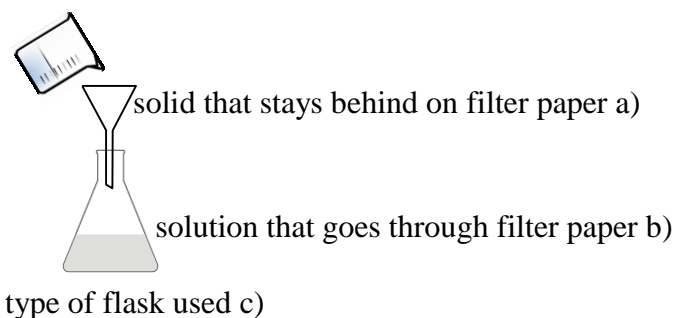 solid that stays behind on filter paper a)
solution that goes through filter paper b)
type of flask used c)